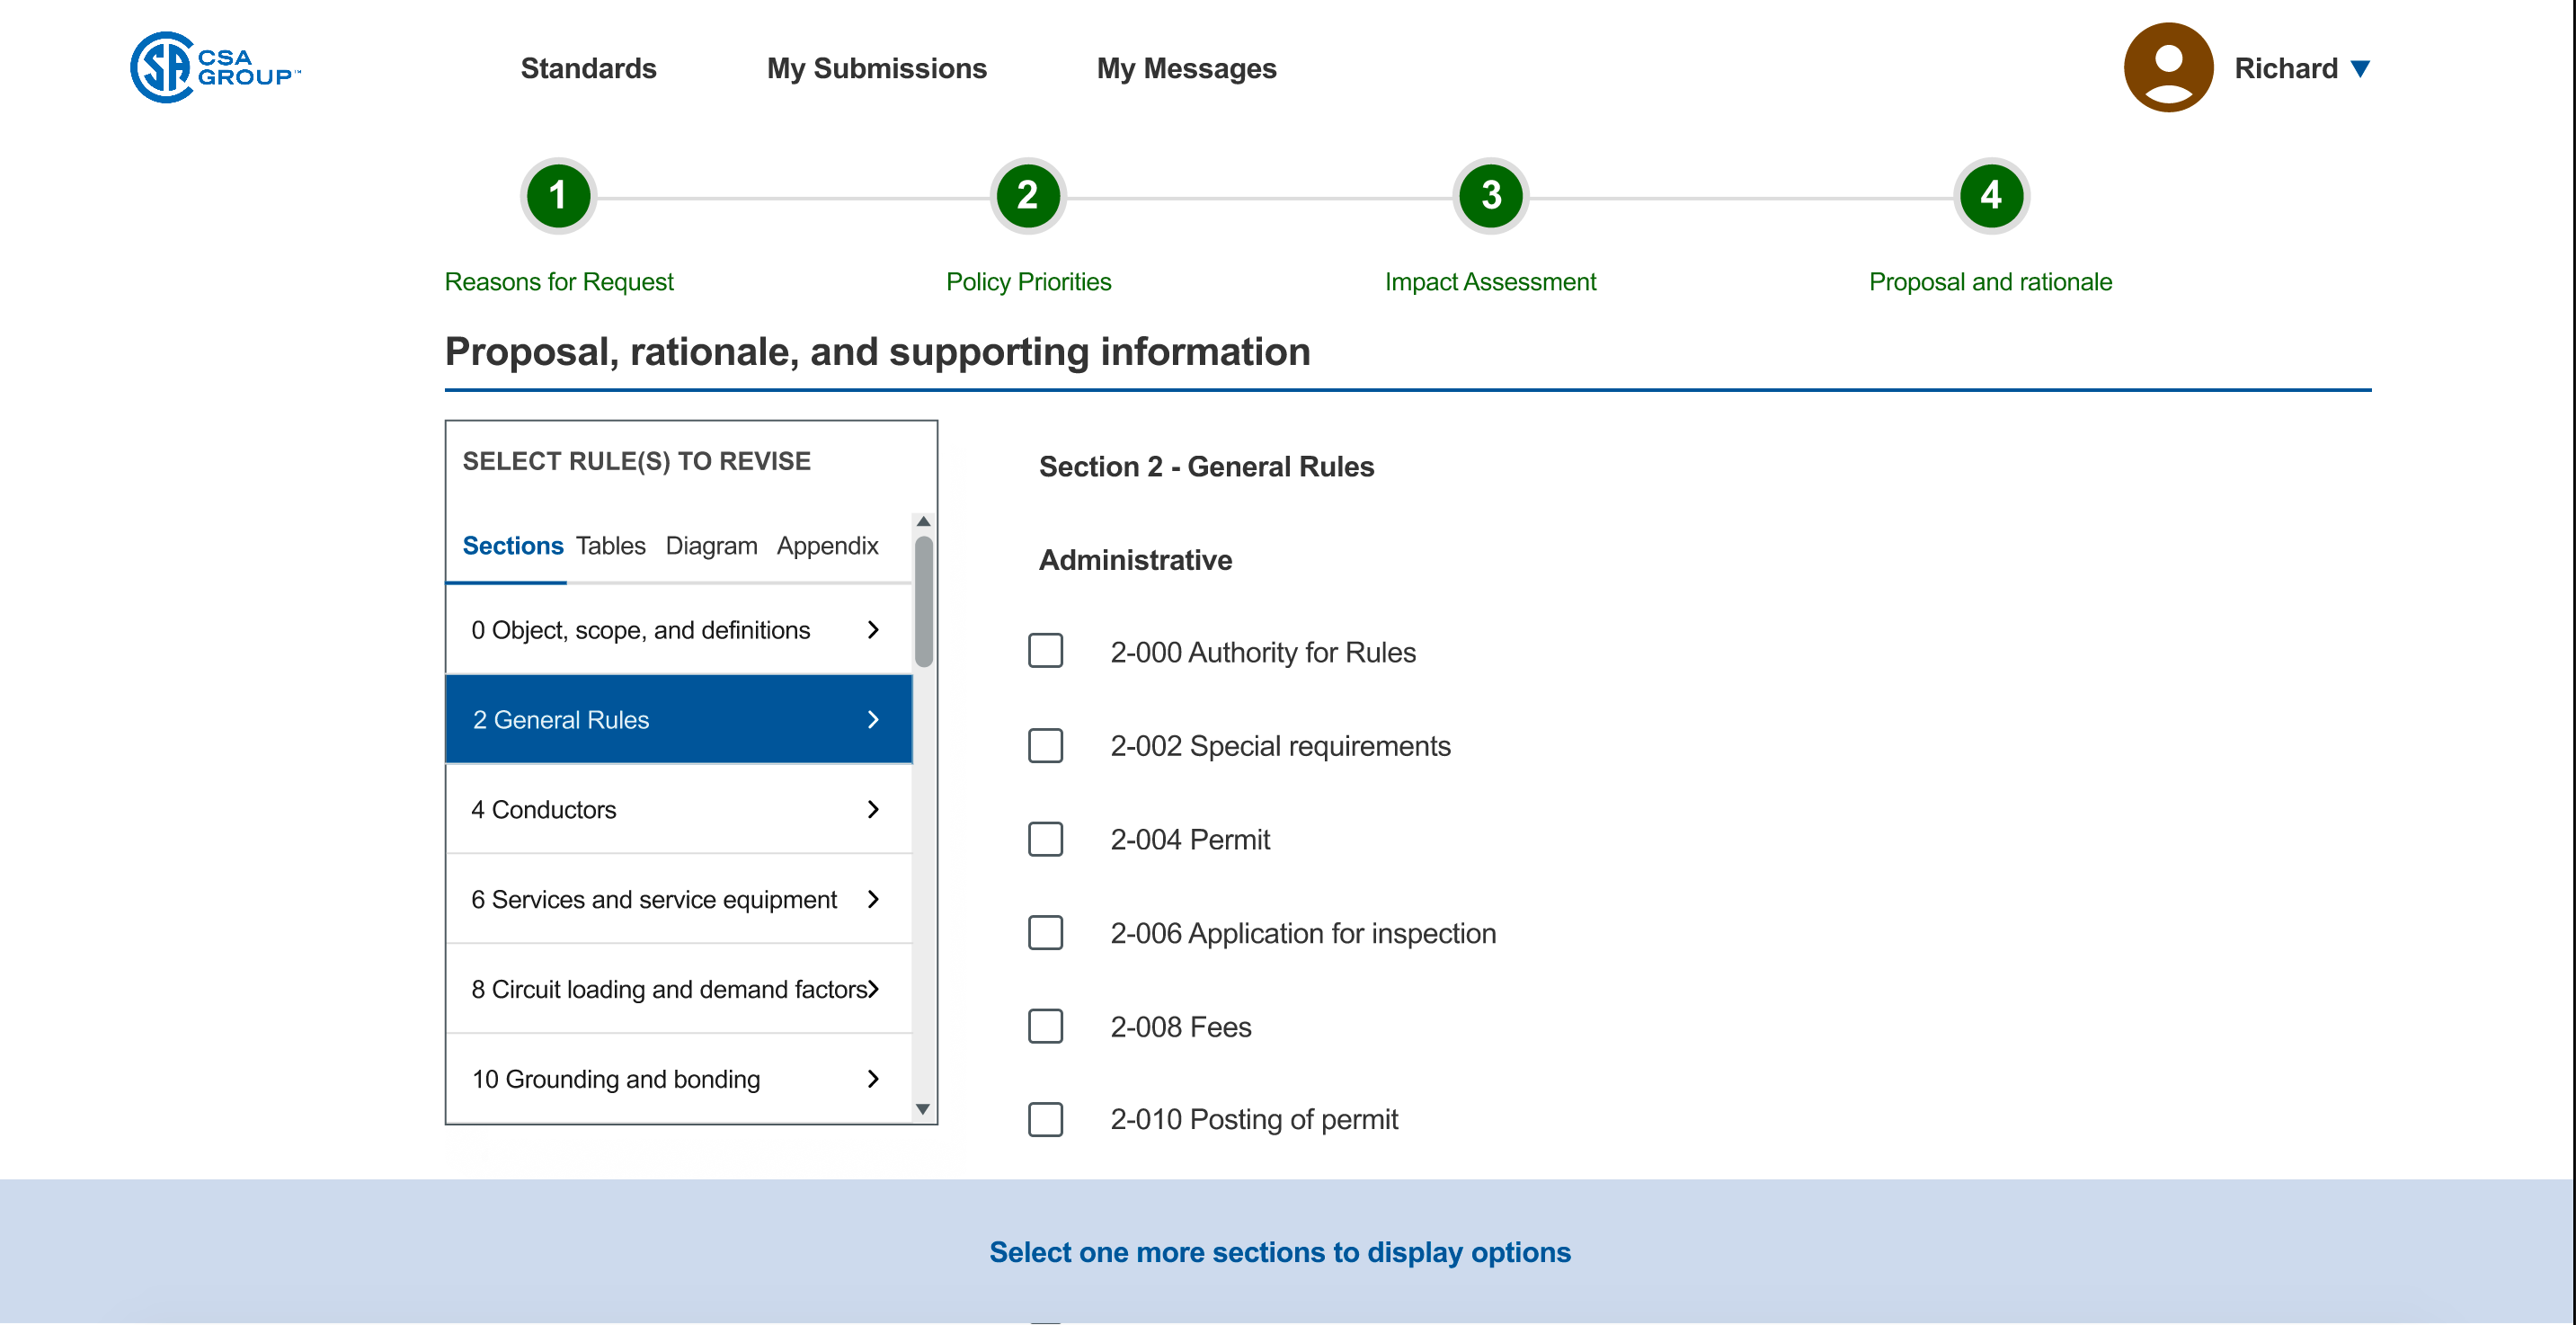 CSA
GROUP™
Standards
My Submissions
My Messages
Richard
1
2
3
4
Reasons for Request
Policy Priorities
Impact Assessment
Proposal and rationale
Proposal, rationale, and supporting information
SELECT RULE(S) TO REVISE
Sections Tables Diagram Appendix
0 Object, scope, and definitions
2 General Rules
4 Conductors
6 Services and service equipment
8 Circuit loading and demand factors
10 Grounding and bonding
Section 2 - General Rules
Administrative
2-000 Authority for Rules
2-002 Special requirements
2-004 Permit
2-006 Application for inspection
2-008 Fees
2-010 Posting of permit
Select one more sections to display options